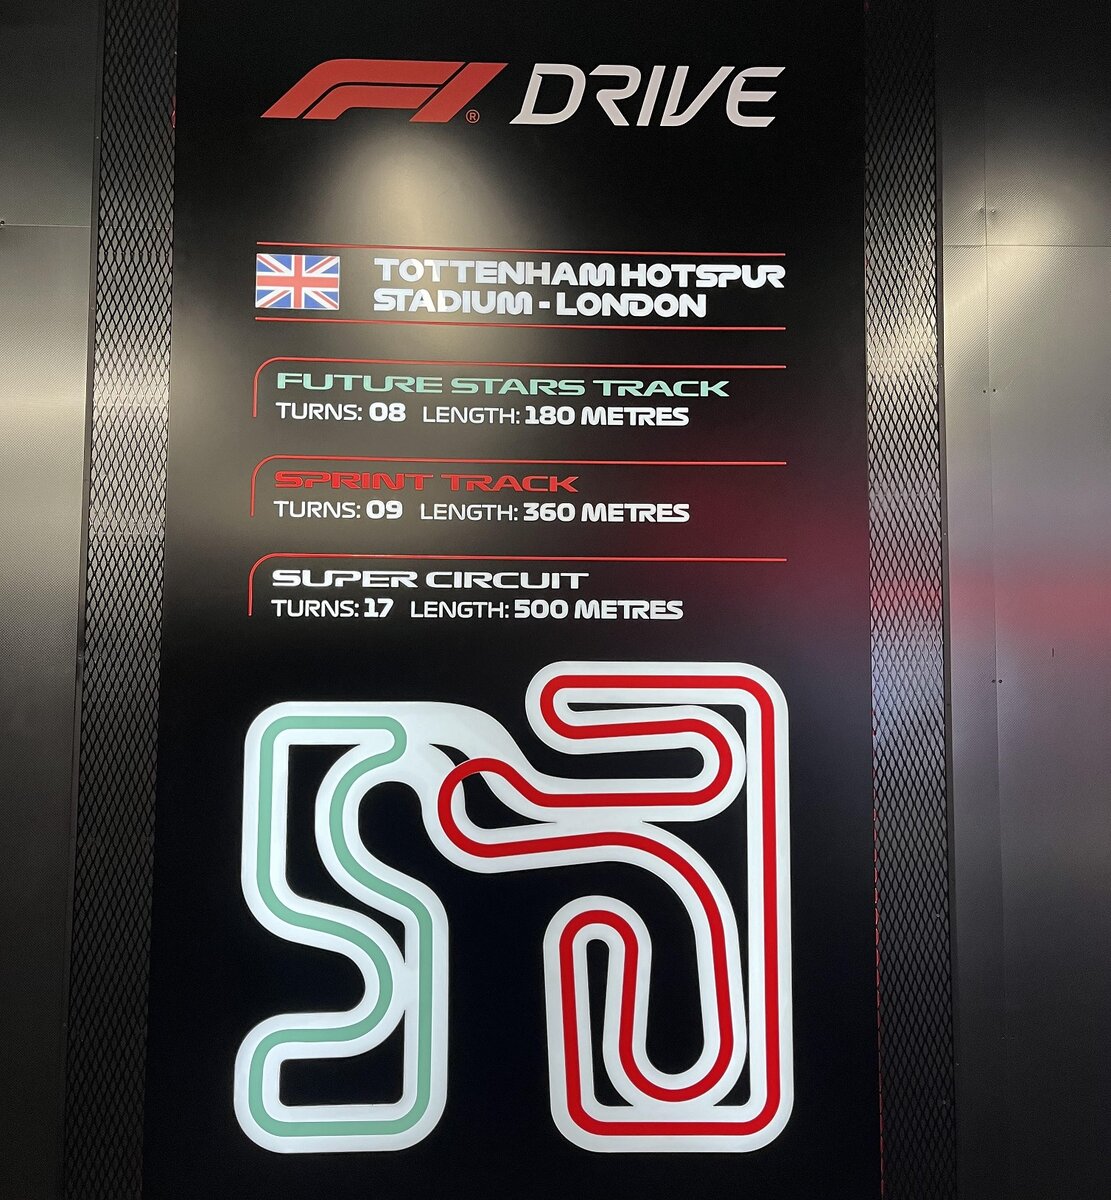 F1® DRIVE
TOTTENHAM HOTSPUR
STADIUM - LONDON
FUTURE STARS TRACK
TURNS: 08 LENGTH: 180 METRES
SPRINT TRACK
TURNS: 09 LENGTH: 360 METRES
SUPER CIRCUIT
TURNS: 17 LENGTH: 500 METRES